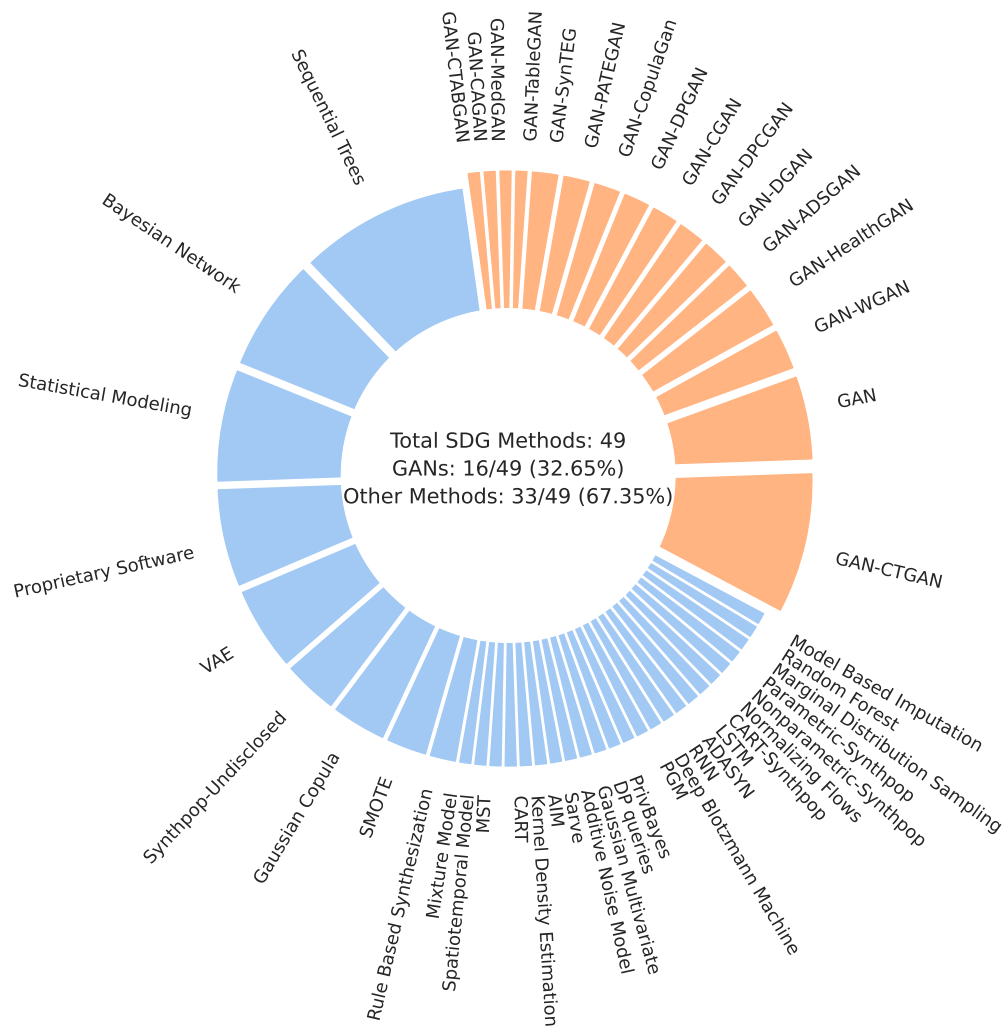 GAN-CTABGAN
GAN-CAGAN
GAN-MedGAN
GAN-TableGAN
GAN-SynTEG
GAN-PATEGAN
GAN-CopulaGan
GAN-DPGAN
GAN-CGAN
GAN-DPCGAN
GAN-DGAN
GAN-ADSGAN
GAN-HealthGAN
GAN-WGAN
GAN
GAN-CTGAN
Sequential Trees
Bayesian Network
Statistical Modeling
Proprietary Software
VAE
Synthpop-Undisclosed
Gaussian Copula
SMOTE
Rule Based Synthesization
Mixture Model
Spatiotemporal Model
MST
CART
Kernel Density Estimation
AIM
Sarve
Additive Noise Model
Gaussian Multivariate
DP queries
PrivBayes
PGM
Deep Blotzmann Machine
RNN
ADASYN
LSTM
CART-Synthpop
Normalizing Flows
Nonparametric-Synthpop
Parametric-Synthpop
Marginal Distribution Sampling
Random Forest
Model Based Imputation
Total SDG Methods: 49
GANs: 16/49 (32.65%)
Other Methods: 33/49 (67.35%)